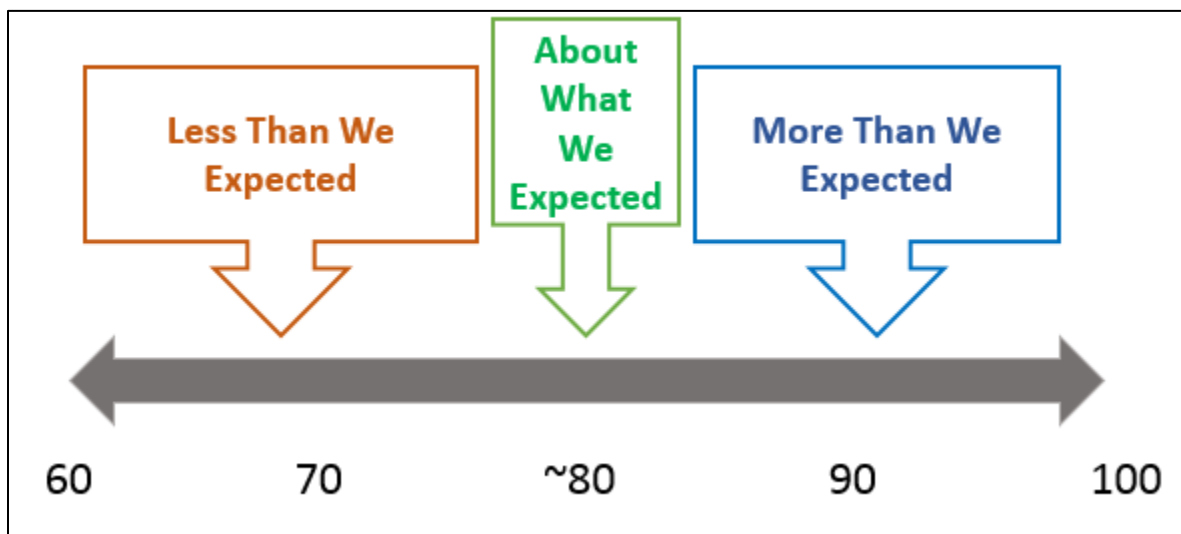 Less Than We
Expected
About
What
We
Expected
More Than We
Expected
60 70 ~80 90 100